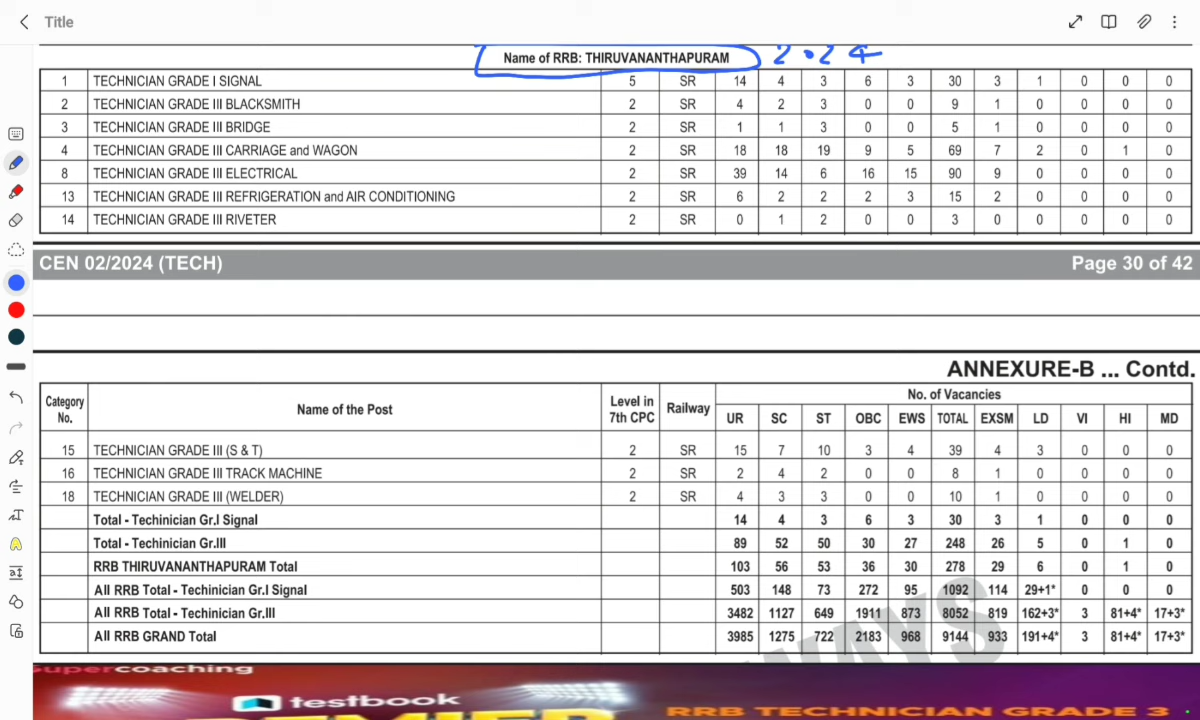 Title
Name of RRB: THIRUVANANTHAPURAM 2024
1 TECHNICIAN GRADE I SIGNAL 5 SR 14 4 3 6 3 30 3 1 0 0 0
2 TECHNICIAN GRADE III BLACKSMITH 2 SR 4 2 3 0 0 9 1 0 0 0 0
3 TECHNICIAN GRADE III BRIDGE 2 SR 1 1 3 0 0 5 1 0 0 0 0
4 TECHNICIAN GRADE III CARRIAGE and WAGON 2 SR 18 18 19 9 5 69 7 2 0 1 0
8 TECHNICIAN GRADE III ELECTRICAL 2 SR 39 14 6 16 15 90 9 0 0 0 0
13 TECHNICIAN GRADE III REFRIGERATION and AIR CONDITIONING 2 SR 6 2 2 2 3 15 2 0 0 0 0
14 TECHNICIAN GRADE III RIVETER 2 SR 0 1 2 0 0 3 0 0 0 0 0
CEN 02/2024 (TECH) Page 30 of 42
ANNEXURE-B ... Contd.
Category No. Name of the Post Level in 7th CPC Railway No. of Vacancies
UR SC ST OBC EWS TOTAL EXSM LD VI HI MD
15 TECHNICIAN GRADE III (S & T) 2 SR 15 7 10 3 4 39 4 3 0 0 0
16 TECHNICIAN GRADE III TRACK MACHINE 2 SR 2 4 2 0 0 8 1 0 0 0 0
18 TECHNICIAN GRADE III (WELDER) 2 SR 4 3 3 0 0 10 1 0 0 0 0
Total - Techinician Gr.I Signal 14 4 3 6 3 30 3 1 0 0 0
Total - Techinician Gr.III 89 52 50 30 27 248 26 5 0 1 0
RRB THIRUVANANTHAPURAM Total 103 56 53 36 30 278 29 6 0 1 0
All RRB Total - Techinician Gr.I Signal 503 148 73 272 95 1092 114 29+1* 0 0 0
All RRB Total - Techinician Gr.III 3482 1127 649 1911 873 8052 819 162+3* 3 81+4* 17+3*
All RRB GRAND Total 3985 1275 722 2183 968 9144 933 191+4* 3 81+4* 17+3*
supercoaching
testbook
RRB TECHNICIAN GRADE 3